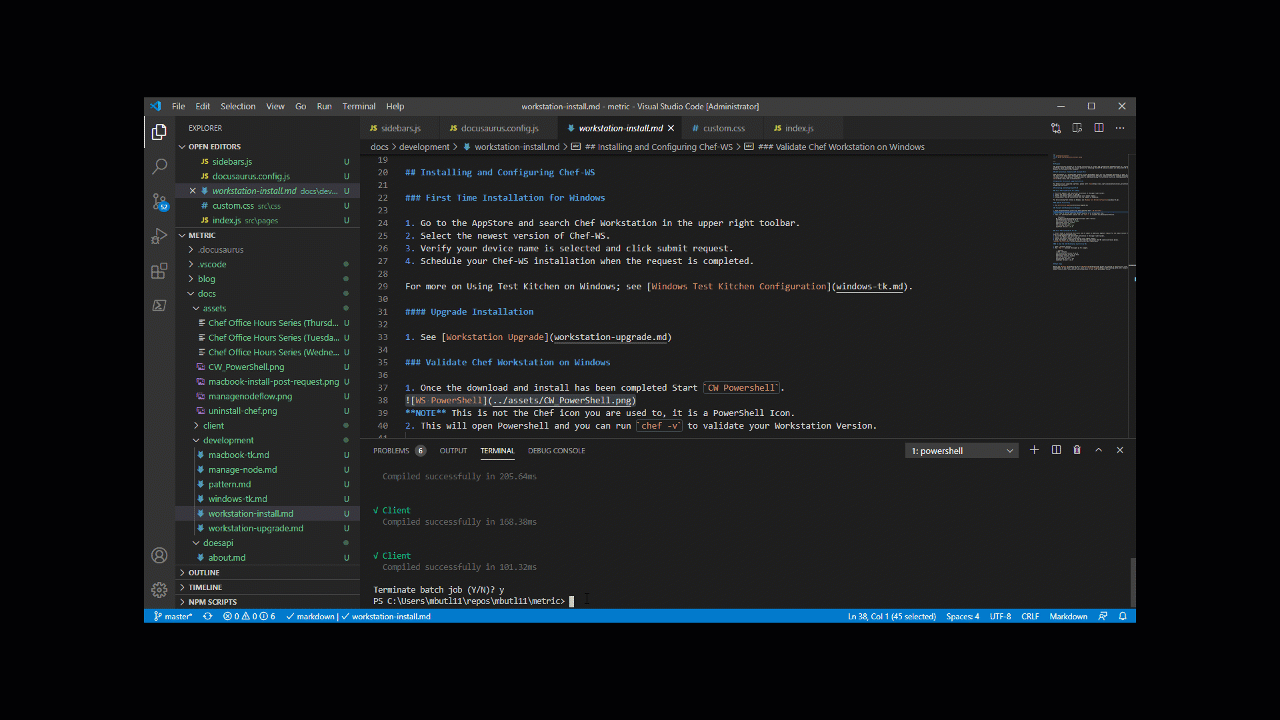 File Edit Selection View Go Run Terminal Help
workstation-install.md - metric - Visual Studio Code [Administrator]
EXPLORER
OPEN EDITORS
sidebars.js U
docusaurus.config.js U
workstation-install.md docs\dev... U
custom.css src\css U
index.js src\pages U
METRIC
.docusaurus
.vscode
blog
docs
assets
Chef Office Hours Series (Thursd... U
Chef Office Hours Series (Tuesda... U
Chef Office Hours Series (Wedne... U
CW_PowerShell.png U
macbook-install-post-request.png U
managenodeflow.png U
uninstall-chef.png U
client
development
macbook-tk.md U
manage-node.md U
pattern.md U
windows-tk.md U
workstation-install.md U
workstation-upgrade.md U
doesapi
about.md U
OUTLINE
TIMELINE
NPM SCRIPTS
sidebars.js docusaurus.config.js workstation-install.md custom.css index.js
docs > development > workstation-install.md > ## Installing and Configuring Chef-WS > ### Validate Chef Workstation on Windows
19
20 ## Installing and Configuring Chef-WS
21
22 ### First Time Installation for Windows
23
24 1. Go to the AppStore and search Chef Workstation in the upper right toolbar.
25 2. Select the newest version of Chef-WS.
26 3. Verify your device name is selected and click submit request.
27 4. Schedule your Chef-WS installation when the request is completed.
28
29 For more on Using Test Kitchen on Windows; see [Windows Test Kitchen Configuration](windows-tk.md).
30
31 #### Upgrade Installation
32
33 1. See [Workstation Upgrade](workstation-upgrade.md)
34
35 ### Validate Chef Workstation on Windows
36
37 1. Once the download and install has been completed Start `CW Powershell`.
38 ![WS-PowerShell](../assets/CW_PowerShell.png)
39 **NOTE** This is not the Chef icon you are used to, it is a PowerShell Icon.
40 2. This will open Powershell and you can run `chef -v` to validate your Workstation Version.
PROBLEMS 6 OUTPUT TERMINAL DEBUG CONSOLE 1: powershell
Compiled successfully in 205.64ms
√ Client
Compiled successfully in 168.38ms
√ Client
Compiled successfully in 101.32ms
Terminate batch job (Y/N)? y
PS C:\Users\mbutl11\repos\mbutl11\metric>
master* 0 0 6 markdown | workstation-install.md Ln 38, Col 1 (45 selected) Spaces: 4 UTF-8 CRLF Markdown